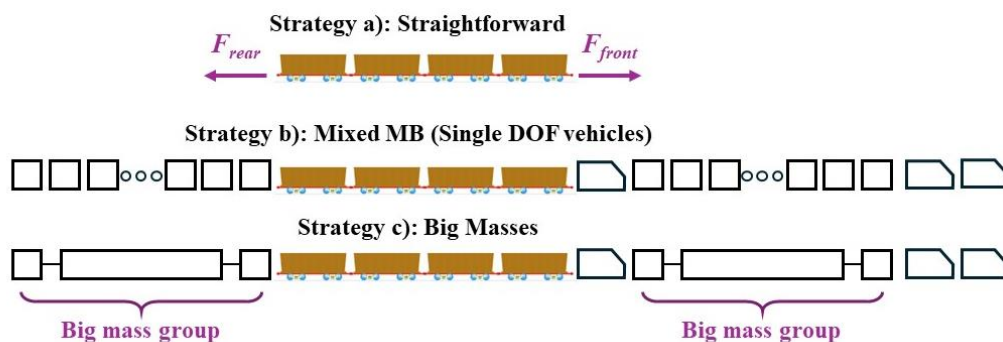 Strategy a): Straightforward
F_rear F_front
Strategy b): Mixed MB (Single DOF vehicles)
Strategy c): Big Masses
Big mass group Big mass group